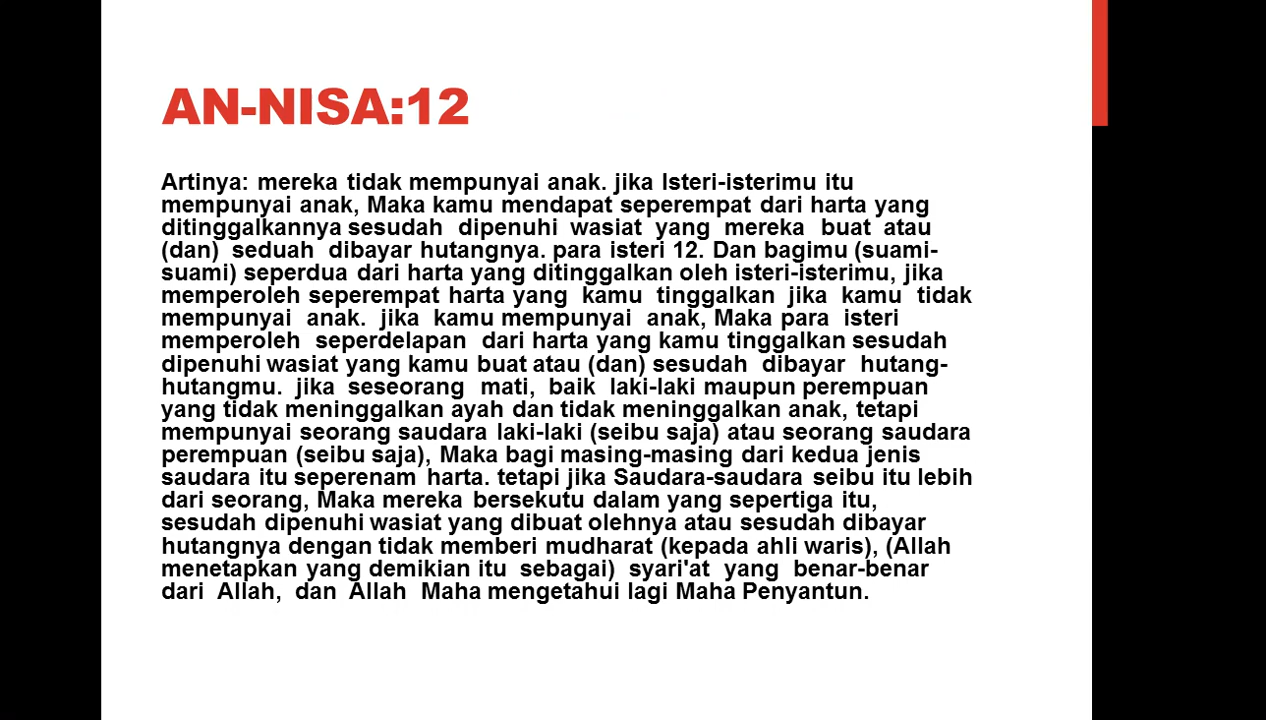 AN-NISA:12
Artinya: mereka tidak mempunyai anak. jika Isteri-isterimu itu
mempunyai anak, Maka kamu mendapat seperempat dari harta yang
ditinggalkannya sesudah dipenuhi wasiat yang mereka buat atau
(dan) seduah dibayar hutangnya. para isteri 12. Dan bagimu (suami-
suami) seperdua dari harta yang ditinggalkan oleh isteri-isterimu, jika
memperoleh seperempat harta yang kamu tinggalkan jika kamu tidak
mempunyai anak. jika kamu mempunyai anak, Maka para isteri
memperoleh seperdelapan dari harta yang kamu tinggalkan sesudah
dipenuhi wasiat yang kamu buat atau (dan) sesudah dibayar hutang-
hutangmu. jika seseorang mati, baik laki-laki maupun perempuan
yang tidak meninggalkan ayah dan tidak meninggalkan anak, tetapi
mempunyai seorang saudara laki-laki (seibu saja) atau seorang saudara
perempuan (seibu saja), Maka bagi masing-masing dari kedua jenis
saudara itu seperenam harta. tetapi jika Saudara-saudara seibu itu lebih
dari seorang, Maka mereka bersekutu dalam yang sepertiga itu,
sesudah dipenuhi wasiat yang dibuat olehnya atau sesudah dibayar
hutangnya dengan tidak memberi mudharat (kepada ahli waris), (Allah
menetapkan yang demikian itu sebagai) syari'at yang benar-benar
dari Allah, dan Allah Maha mengetahui lagi Maha Penyantun.